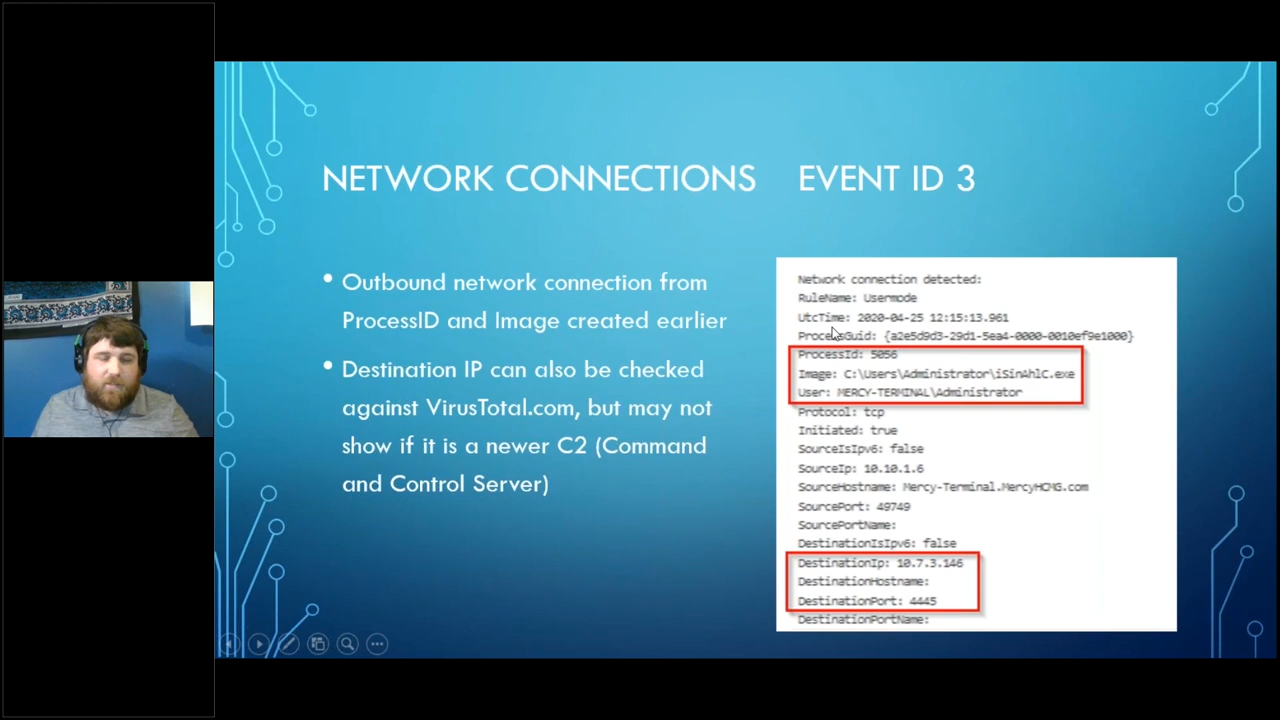 NETWORK CONNECTIONS EVENT ID 3
• Outbound network connection from
ProcessID and Image created earlier
• Destination IP can also be checked
against VirusTotal.com, but may not
show if it is a newer C2 (Command
and Control Server)
Network connection detected:
RuleName: Usermode
UtcTime: 2020-04-25 12:15:13.961
ProcessGuid: {a2e5d9d3-29d1-5ea4-0000-0010ef9e1000}
ProcessId: 5056
Image: C:\Users\Administrator\iSinAhlC.exe
User: MERCY-TERMINAL\Administrator
Protocol: tcp
Initiated: true
SourceIsIpv6: false
SourceIp: 10.10.1.6
SourceHostname: Mercy-Terminal.MercyHCMG.com
SourcePort: 49749
SourcePortName:
DestinationIsIpv6: false
DestinationIp: 10.7.3.146
DestinationHostname:
DestinationPort: 4445
DestinationPortName: